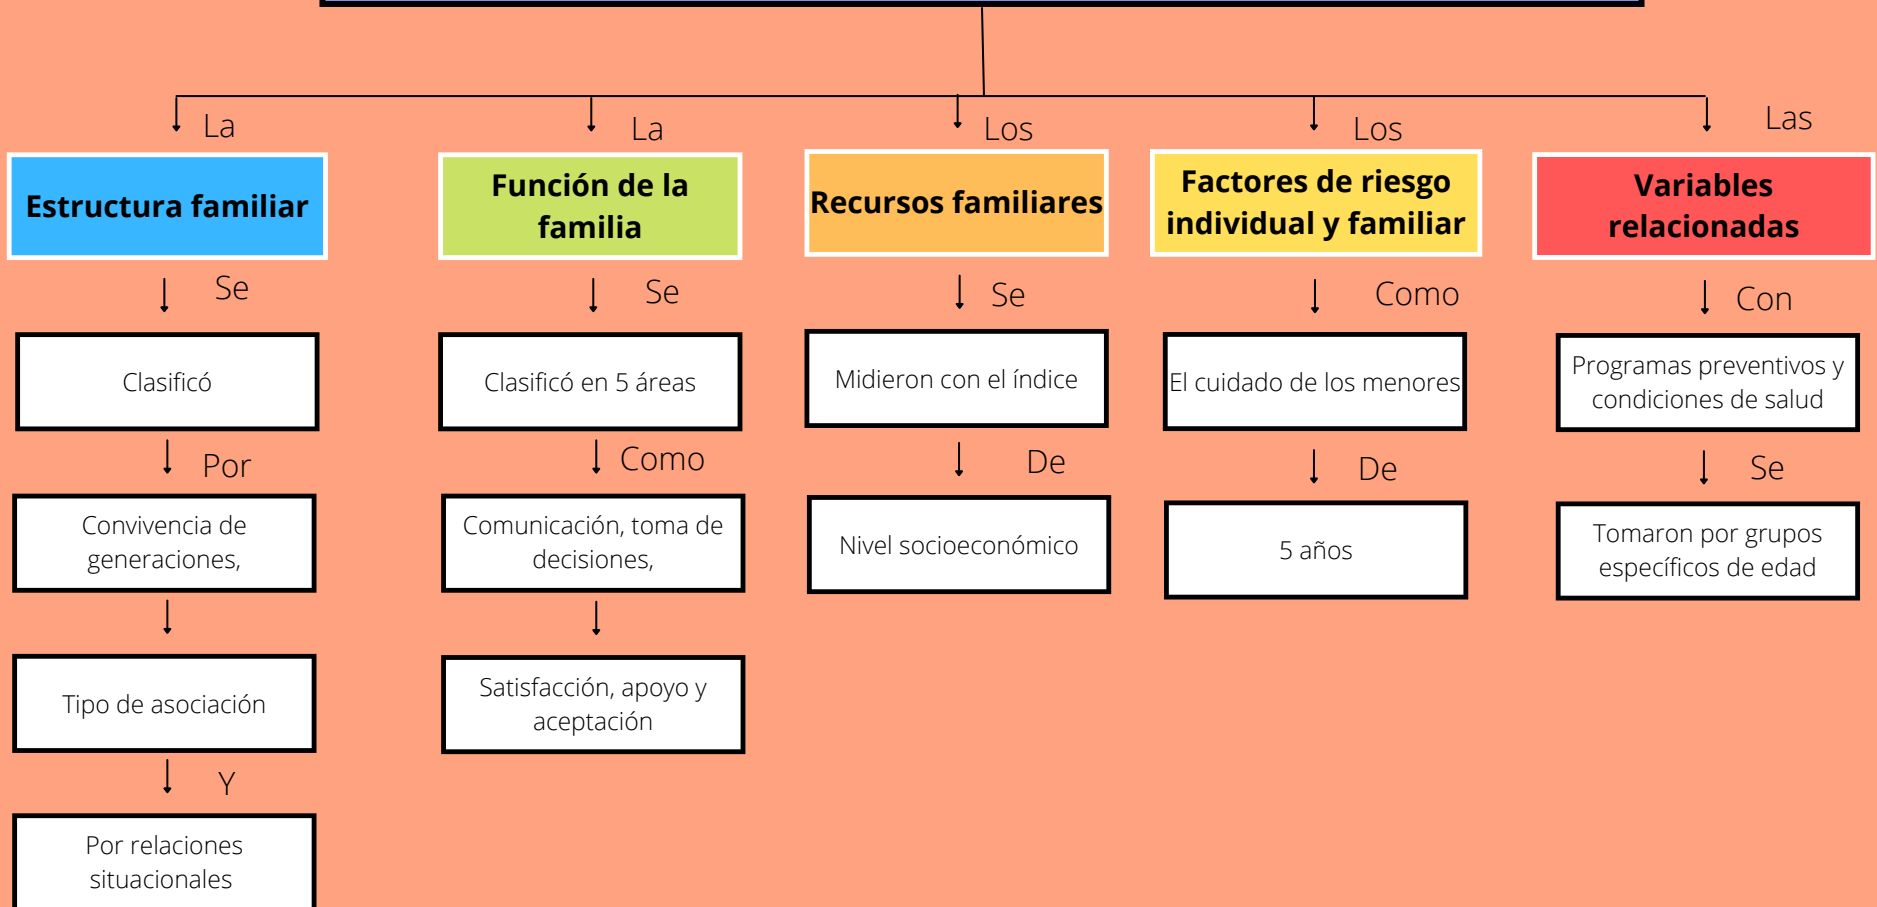 La
Estructura familiar
Se
Clasificó
Por
Convivencia de
generaciones,
Tipo de asociación
Y
Por relaciones
situacionales
La
Función de la
familia
Se
Clasificó en 5 áreas
Como
Comunicación, toma de
decisiones,
Satisfacción, apoyo y
aceptación
Los
Recursos familiares
Se
Midieron con el índice
De
Nivel socioeconómico
Los
Factores de riesgo
individual y familiar
Como
El cuidado de los menores
De
5 años
Las
Variables
relacionadas
Con
Programas preventivos y
condiciones de salud
Se
Tomaron por grupos
específicos de edad